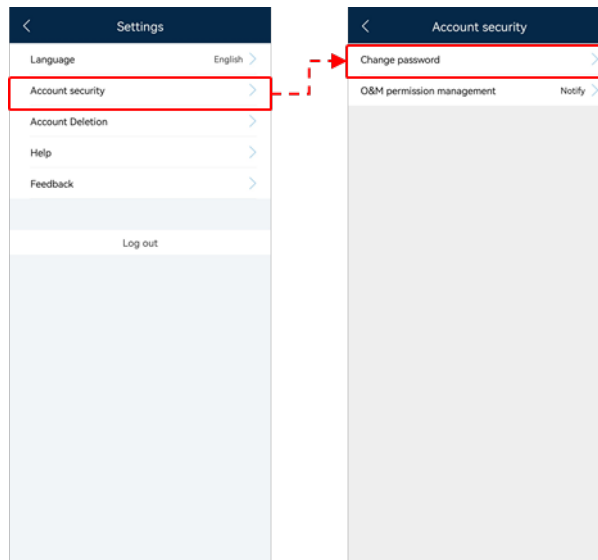 Settings
Language English
Account security
Account Deletion
Help
Feedback
Log out
Account security
Change password
O&M permission management Notify